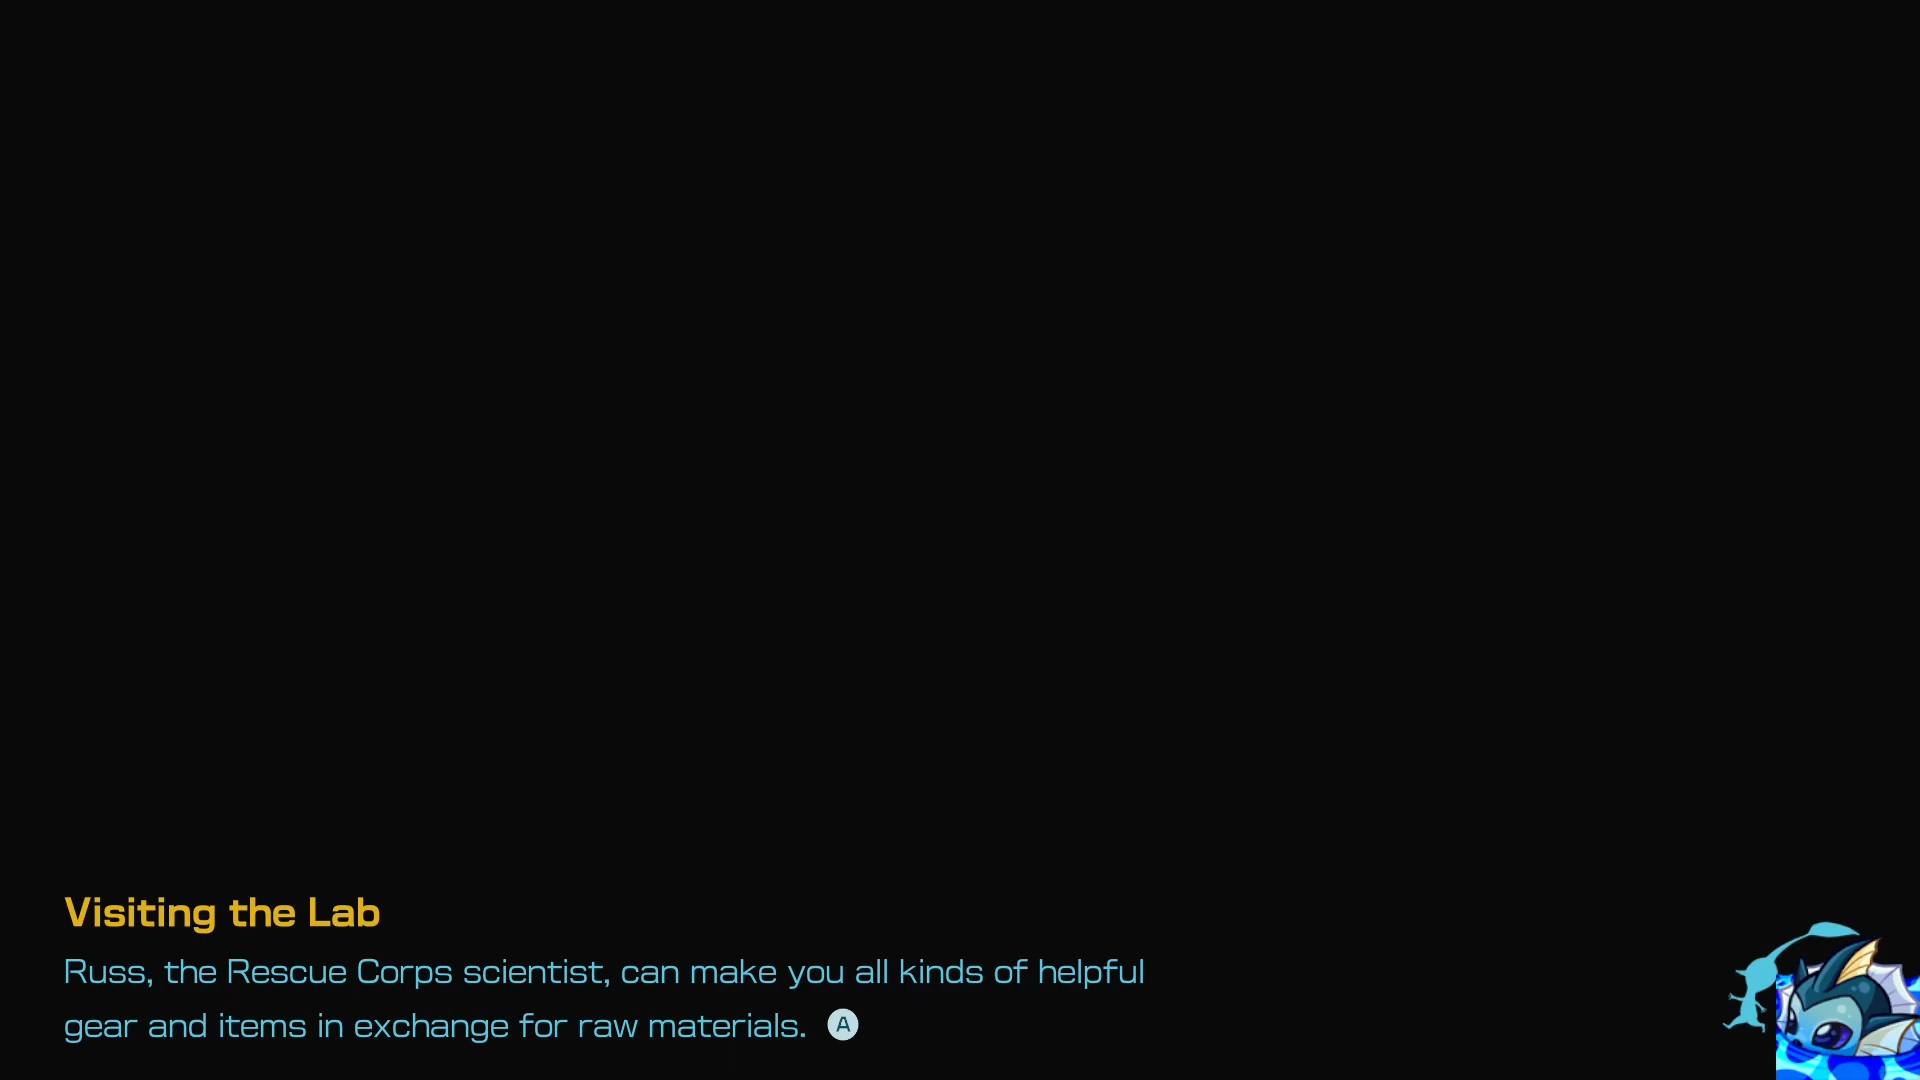 Visiting the Lab
Russ, the Rescue Corps scientist, can make you all kinds of helpful
gear and items in exchange for raw materials. A